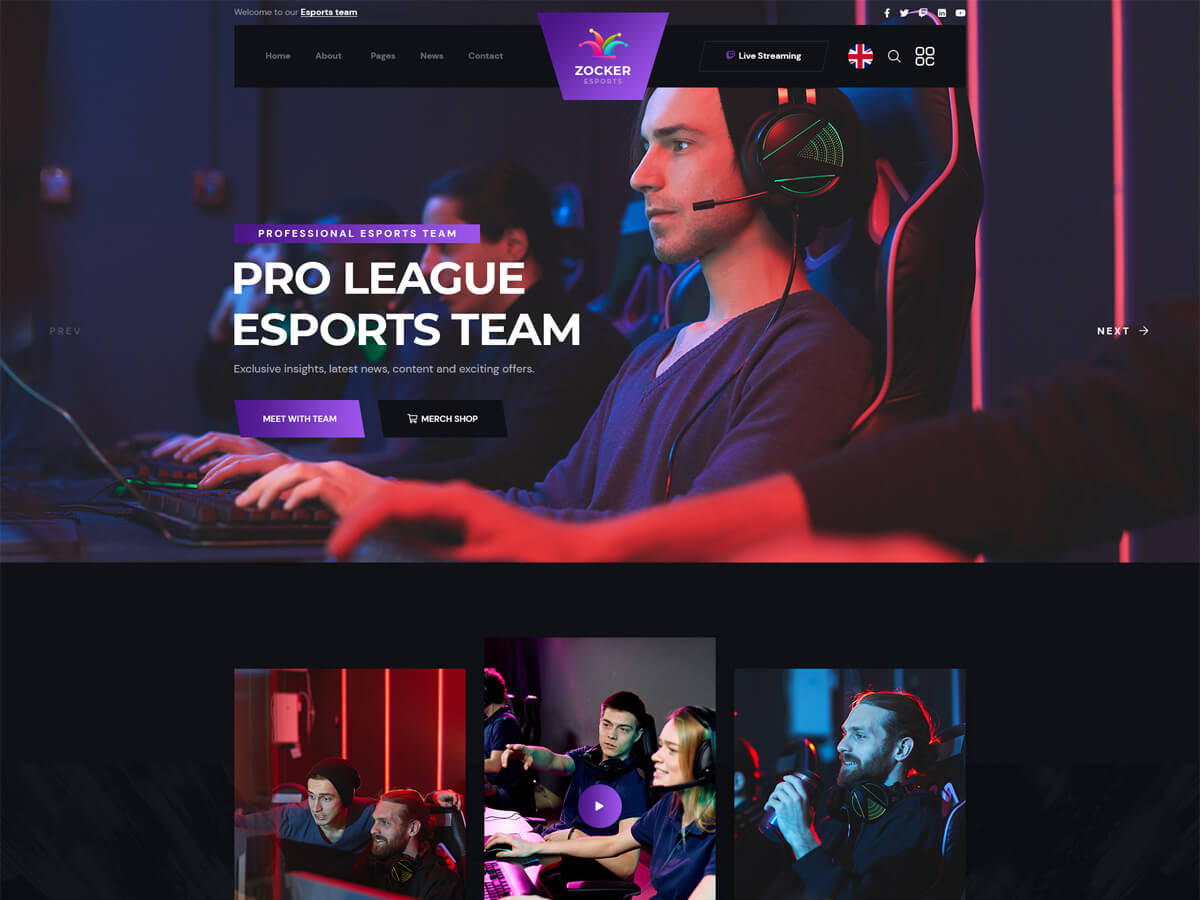 Welcome to our Esports team
Home About Pages News Contact
ZOCKER
ESPORTS
Live Streaming
PROFESSIONAL ESPORTS TEAM
PRO LEAGUE
ESPORTS TEAM
Exclusive insights, latest news, content and exciting offers.
PREV
NEXT
MEET WITH TEAM
MERCH SHOP